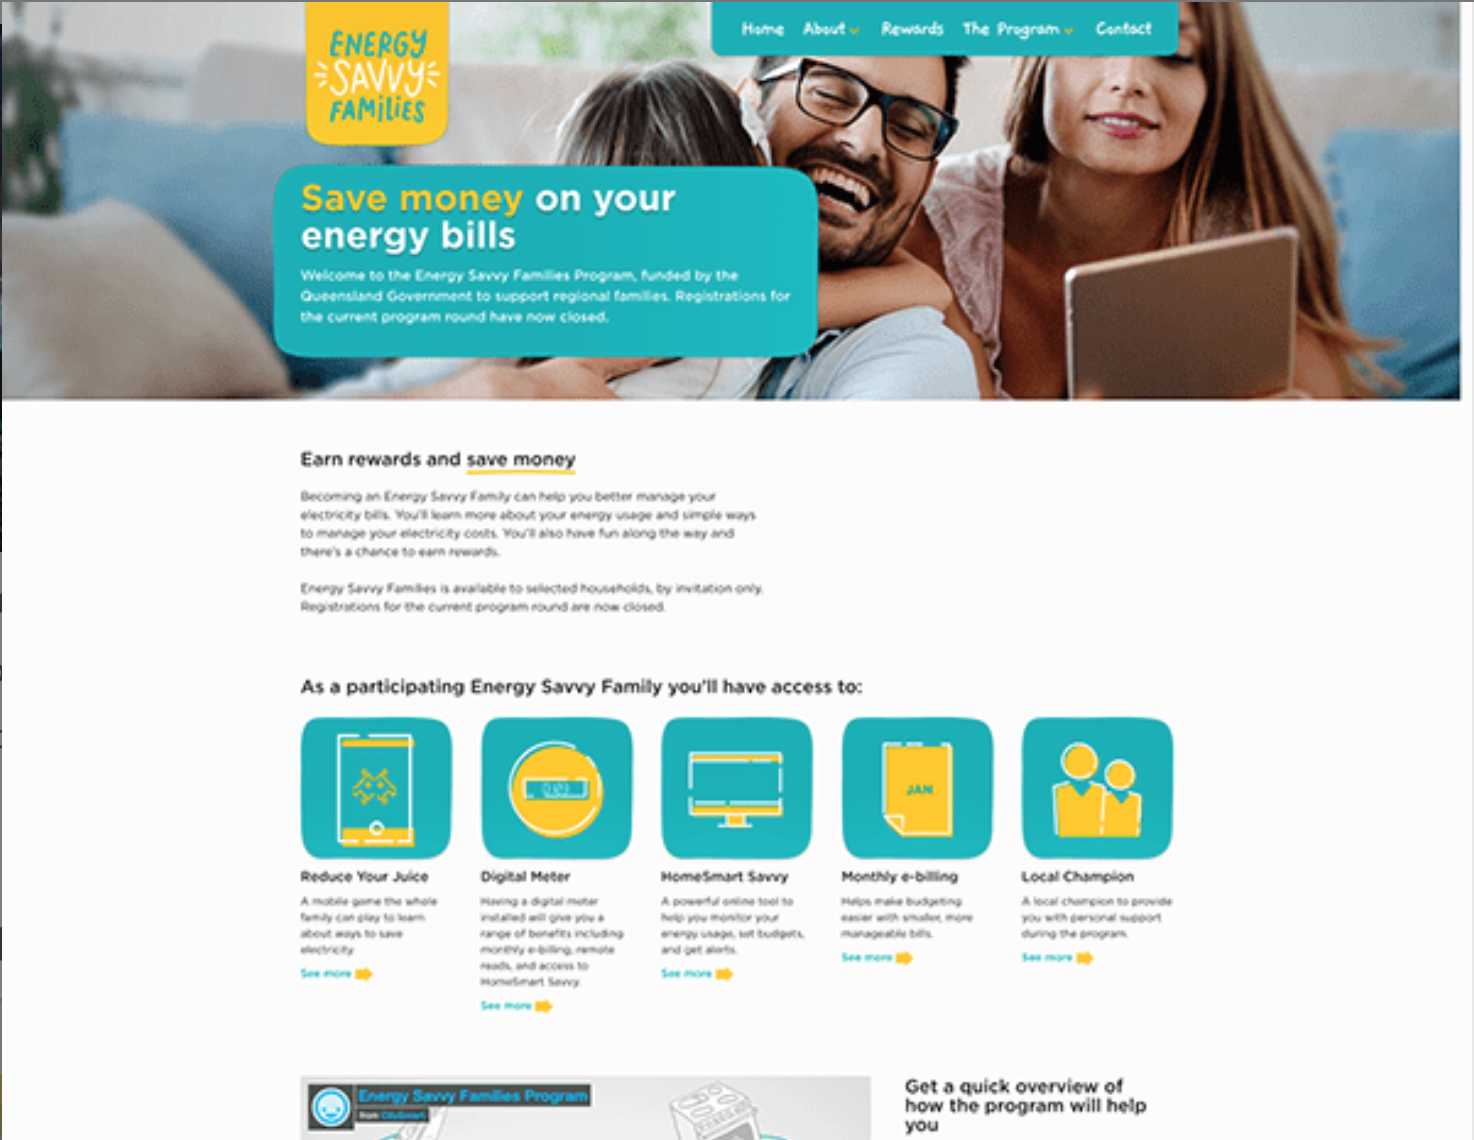 ENERGY
SAVVY
FAMILIES
Home About Rewards The Program Contact
Save money on your
energy bills
Welcome to the Energy Savvy Families Program, funded by the
Queensland Government to support regional families. Registrations for
the current program round have now closed.
Earn rewards and save money
Becoming an Energy Savvy Family can help you better manage your
electricity bills. You'll learn more about your energy usage and simple ways
to manage your electricity costs. You'll also have fun along the way and
there's a chance to earn rewards.
Energy Savvy Families is available to selected households, by invitation only.
Registrations for the current program round are now closed.
As a participating Energy Savvy Family you'll have access to:
JAN
Reduce Your Juice
A mobile game the whole
family can play to learn
about ways to save
electricity.
See more
Digital Meter
Having a digital meter
installed will give you a
range of benefits including
monthly e-billing, remote
reads, and access to
HomeSmart Savvy.
See more
HomeSmart Savvy
A powerful online tool to
help you monitor your
energy usage, set budgets,
and get alerts.
See more
Monthly e-billing
Helps make budgeting
easier with smaller, more
manageable bills.
See more
Local Champion
A local champion to provide
you with personal support
during the program.
See more
Energy Savvy Families Program
from CitySmart
Get a quick overview of
how the program will help
you